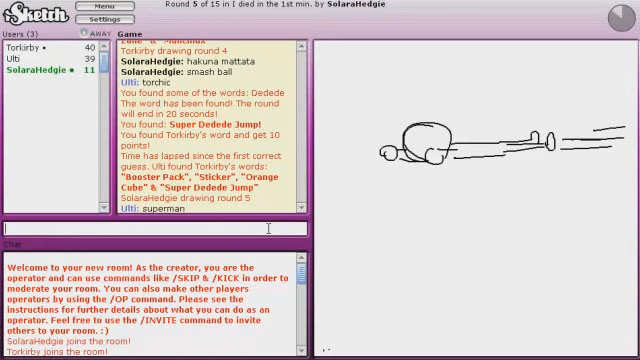 iSketch
Menu
Settings
Round 5 of 15 in I died in the 1st min. by SolaraHedgie
Users (3)
AWAY
Game
Torkirby • 40
Ulti 39
SolaraHedgie • 11
Torkirby drawing round 4
SolaraHedgie: hakuna mattata
SolaraHedgie: smash ball
Ulti: torchic
You found some of the words: Dedede
The word has been found! The round
will end in 20 seconds!
You found: Super Dedede Jump!
You found Torkirby's word and get 10
points!
Time has lapsed since the first correct
guess. Ulti found Torkirby's words:
"Booster Pack", "Sticker", "Orange
Cube" & "Super Dedede Jump"
SolaraHedgie drawing round 5
Ulti: superman
Chat
Welcome to your new room! As the creator, you are the
operator and can use commands like /SKIP & /KICK in order to
moderate your room. You can also make other players
operators by using the /OP command. Please see the
instructions for further details about what you can do as an
operator. Feel free to use the /INVITE command to invite
others to your room. :)
SolaraHedgie joins the room!
Torkirby joins the room!